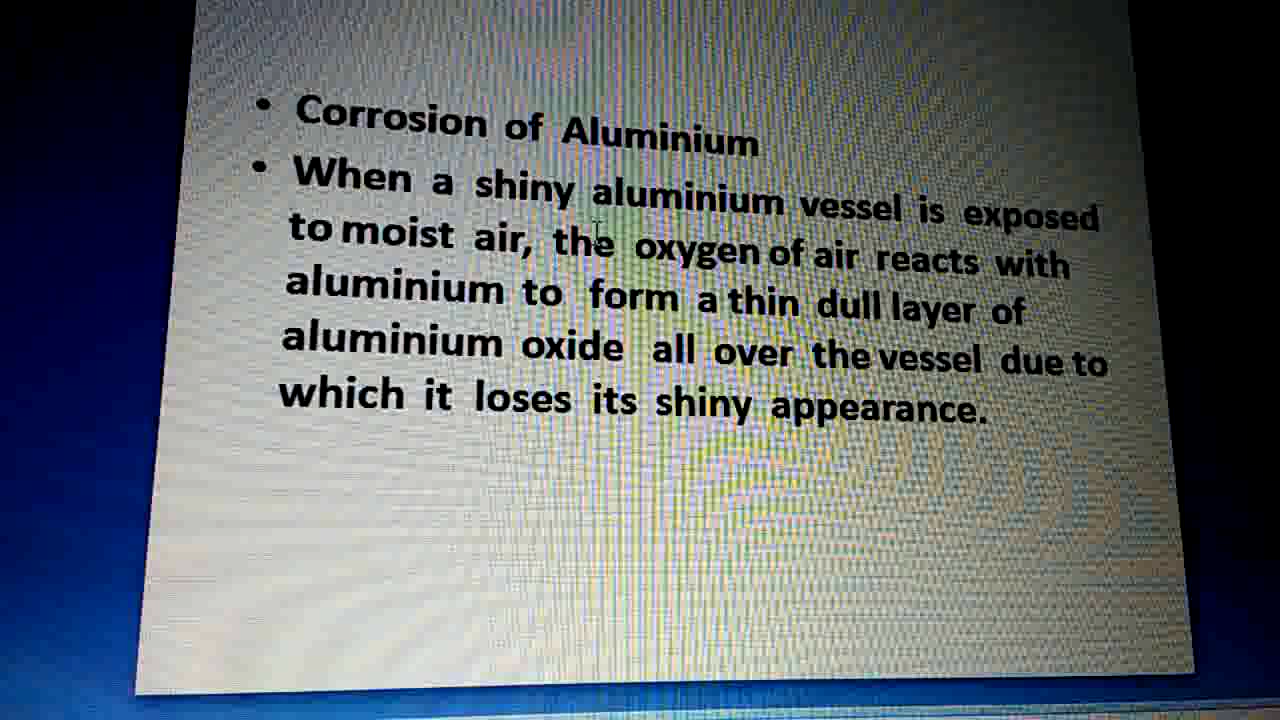 • Corrosion of Aluminium
• When a shiny aluminium vessel is exposed
to moist air, the oxygen of air reacts with
aluminium to form a thin dull layer of
aluminium oxide all over the vessel due to
which it loses its shiny appearance.